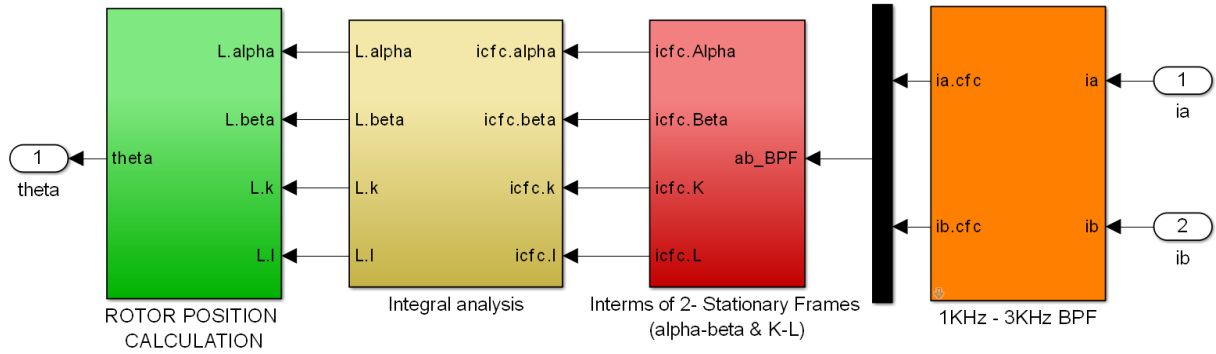 L.alpha
L.beta
theta
L.k
L.l
ROTOR POSITION
CALCULATION
1
theta
L.alpha icfc.alpha
L.beta icfc.beta
L.k icfc.k
L.l icfc.l
Integral analysis
icfc.Alpha
icfc.Beta
ab_BPF
icfc.K
icfc.L
Interms of 2- Stationary Frames
(alpha-beta & K-L)
ia.cfc ia
ib.cfc ib
1KHz - 3KHz BPF
1
ia
2
ib